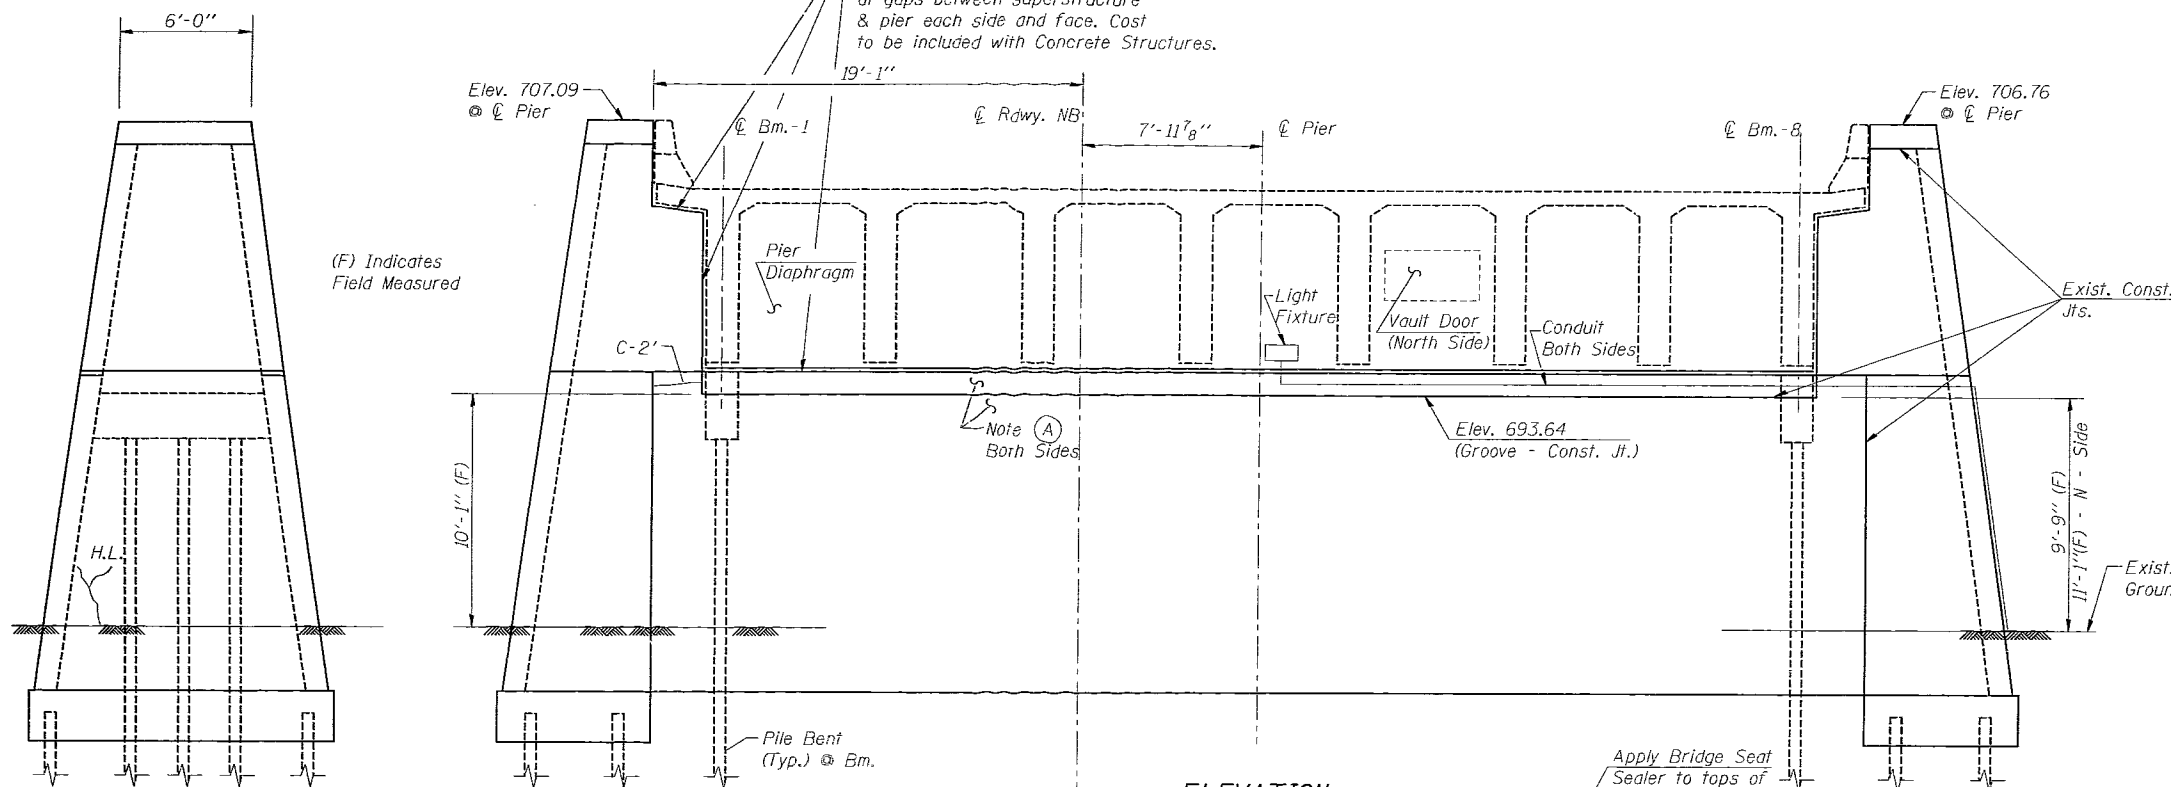 6'-0"
at gaps between superstructure
& pier each side and face. Cost
to be included with Concrete Structures.
19'-1"
Elev. 707.09
@ ℄ Pier
℄ Bm.-1
℄ Rdwy. NB
7'-11 7/8"
℄ Pier
℄ Bm.-8
Elev. 706.76
@ ℄ Pier
(F) Indicates
Field Measured
Pier
Diaphragm
Light
Fixture
Vault Door
(North Side)
Conduit
Both Sides
Exist. Const.
Jts.
C-2'
Note A
Both Sides
Elev. 693.64
(Groove - Const. Jt.)
10'-1" (F)
9'-9" (F)
11'-1"(F) - N - Side
H.L.
Exist.
Pile Bent
(Typ.) @ Bm.
Apply Bridge Seat
Sealer to tops of
ELEVATION